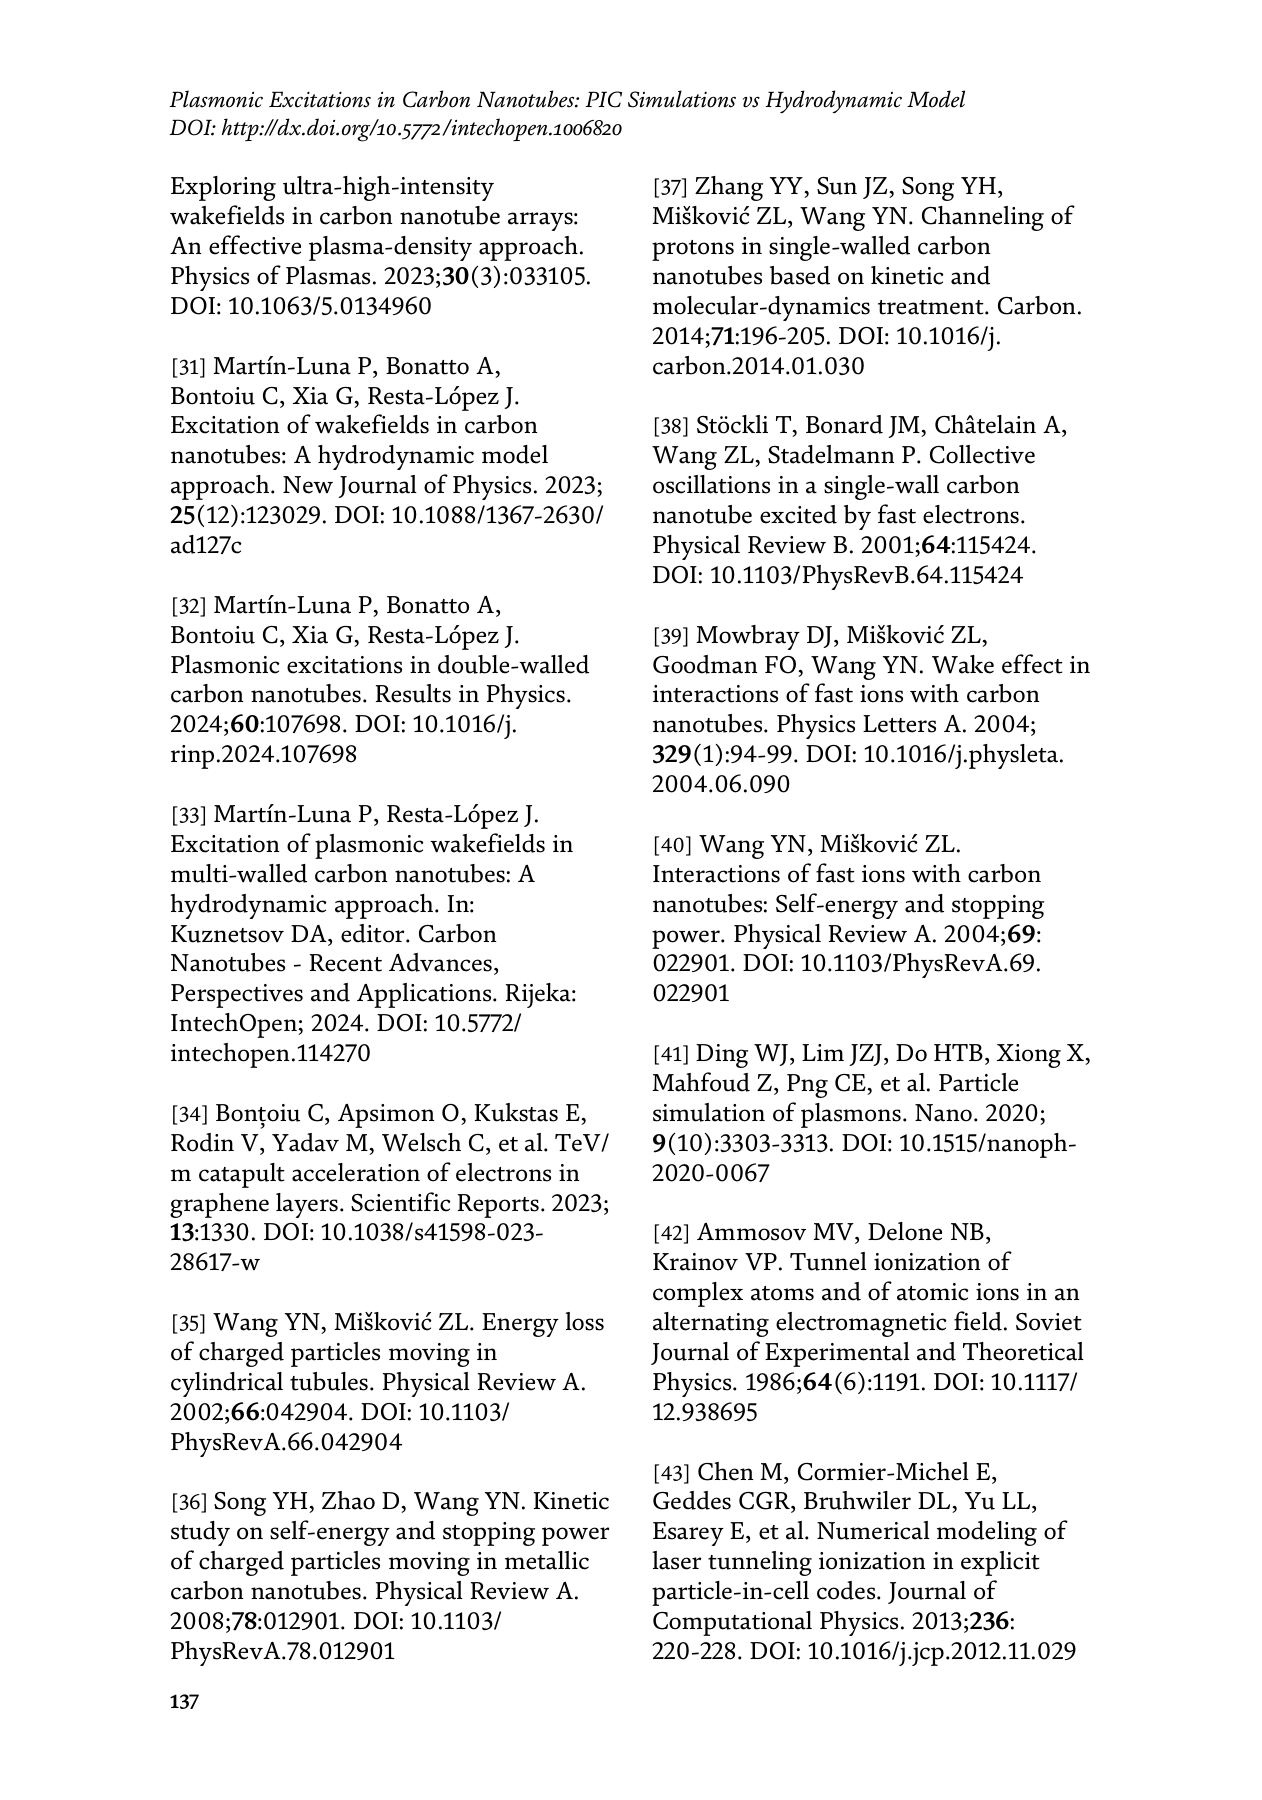 Plasmonic Excitations in Carbon Nanotubes: PIC Simulations vs Hydrodynamic Model
DOI: http://dx.doi.org/10.5772/intechopen.1006820
Exploring ultra-high-intensity
wakefields in carbon nanotube arrays:
An effective plasma-density approach.
Physics of Plasmas. 2023;30(3):033105.
DOI: 10.1063/5.0134960
[31] Martín-Luna P, Bonatto A,
Bontoiu C, Xia G, Resta-López J.
Excitation of wakefields in carbon
nanotubes: A hydrodynamic model
approach. New Journal of Physics. 2023;
25(12):123029. DOI: 10.1088/1367-2630/
ad127c
[32] Martín-Luna P, Bonatto A,
Bontoiu C, Xia G, Resta-López J.
Plasmonic excitations in double-walled
carbon nanotubes. Results in Physics.
2024;60:107698. DOI: 10.1016/j.
rinp.2024.107698
[33] Martín-Luna P, Resta-López J.
Excitation of plasmonic wakefields in
multi-walled carbon nanotubes: A
hydrodynamic approach. In:
Kuznetsov DA, editor. Carbon
Nanotubes - Recent Advances,
Perspectives and Applications. Rijeka:
IntechOpen; 2024. DOI: 10.5772/
intechopen.114270
[34] Bonțoiu C, Apsimon O, Kukstas E,
Rodin V, Yadav M, Welsch C, et al. TeV/
m catapult acceleration of electrons in
graphene layers. Scientific Reports. 2023;
13:1330. DOI: 10.1038/s41598-023-
28617-w
[35] Wang YN, Mišković ZL. Energy loss
of charged particles moving in
cylindrical tubules. Physical Review A.
2002;66:042904. DOI: 10.1103/
PhysRevA.66.042904
[36] Song YH, Zhao D, Wang YN. Kinetic
study on self-energy and stopping power
of charged particles moving in metallic
carbon nanotubes. Physical Review A.
2008;78:012901. DOI: 10.1103/
PhysRevA.78.012901
[37] Zhang YY, Sun JZ, Song YH,
Mišković ZL, Wang YN. Channeling of
protons in single-walled carbon
nanotubes based on kinetic and
molecular-dynamics treatment. Carbon.
2014;71:196-205. DOI: 10.1016/j.
carbon.2014.01.030
[38] Stöckli T, Bonard JM, Châtelain A,
Wang ZL, Stadelmann P. Collective
oscillations in a single-wall carbon
nanotube excited by fast electrons.
Physical Review B. 2001;64:115424.
DOI: 10.1103/PhysRevB.64.115424
[39] Mowbray DJ, Mišković ZL,
Goodman FO, Wang YN. Wake effect in
interactions of fast ions with carbon
nanotubes. Physics Letters A. 2004;
329(1):94-99. DOI: 10.1016/j.physleta.
2004.06.090
[40] Wang YN, Mišković ZL.
Interactions of fast ions with carbon
nanotubes: Self-energy and stopping
power. Physical Review A. 2004;69:
022901. DOI: 10.1103/PhysRevA.69.
022901
[41] Ding WJ, Lim JZJ, Do HTB, Xiong X,
Mahfoud Z, Png CE, et al. Particle
simulation of plasmons. Nano. 2020;
9(10):3303-3313. DOI: 10.1515/nanoph-
2020-0067
[42] Ammosov MV, Delone NB,
Krainov VP. Tunnel ionization of
complex atoms and of atomic ions in an
alternating electromagnetic field. Soviet
Journal of Experimental and Theoretical
Physics. 1986;64(6):1191. DOI: 10.1117/
12.938695
[43] Chen M, Cormier-Michel E,
Geddes CGR, Bruhwiler DL, Yu LL,
Esarey E, et al. Numerical modeling of
laser tunneling ionization in explicit
particle-in-cell codes. Journal of
Computational Physics. 2013;236:
220-228. DOI: 10.1016/j.jcp.2012.11.029
137